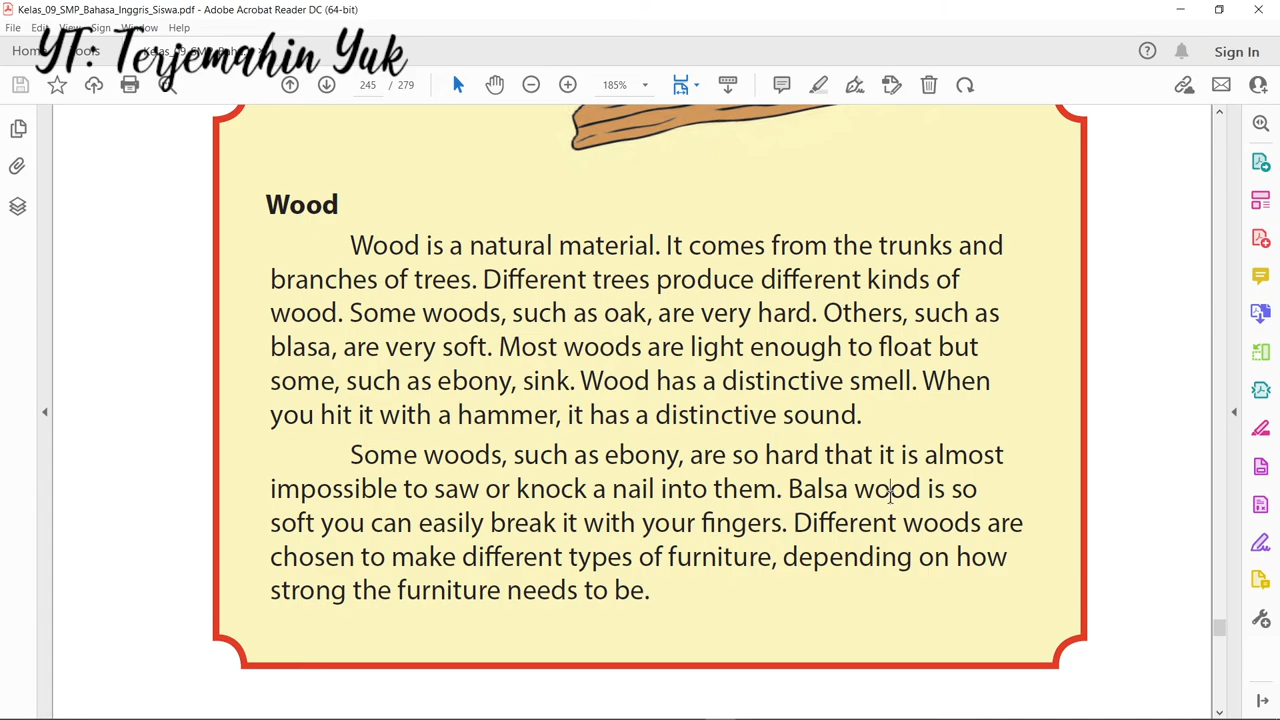 Kelas_09_SMP_Bahasa_Inggris_Siswa.pdf - Adobe Acrobat Reader DC (64-bit)
File Edit View Sign Window Help
YT: Terjemahin Yuk
Sign In
245 / 279
185%
Wood
Wood is a natural material. It comes from the trunks and
branches of trees. Different trees produce different kinds of
wood. Some woods, such as oak, are very hard. Others, such as
blasa, are very soft. Most woods are light enough to float but
some, such as ebony, sink. Wood has a distinctive smell. When
you hit it with a hammer, it has a distinctive sound.
Some woods, such as ebony, are so hard that it is almost
impossible to saw or knock a nail into them. Balsa wood is so
soft you can easily break it with your fingers. Different woods are
chosen to make different types of furniture, depending on how
strong the furniture needs to be.